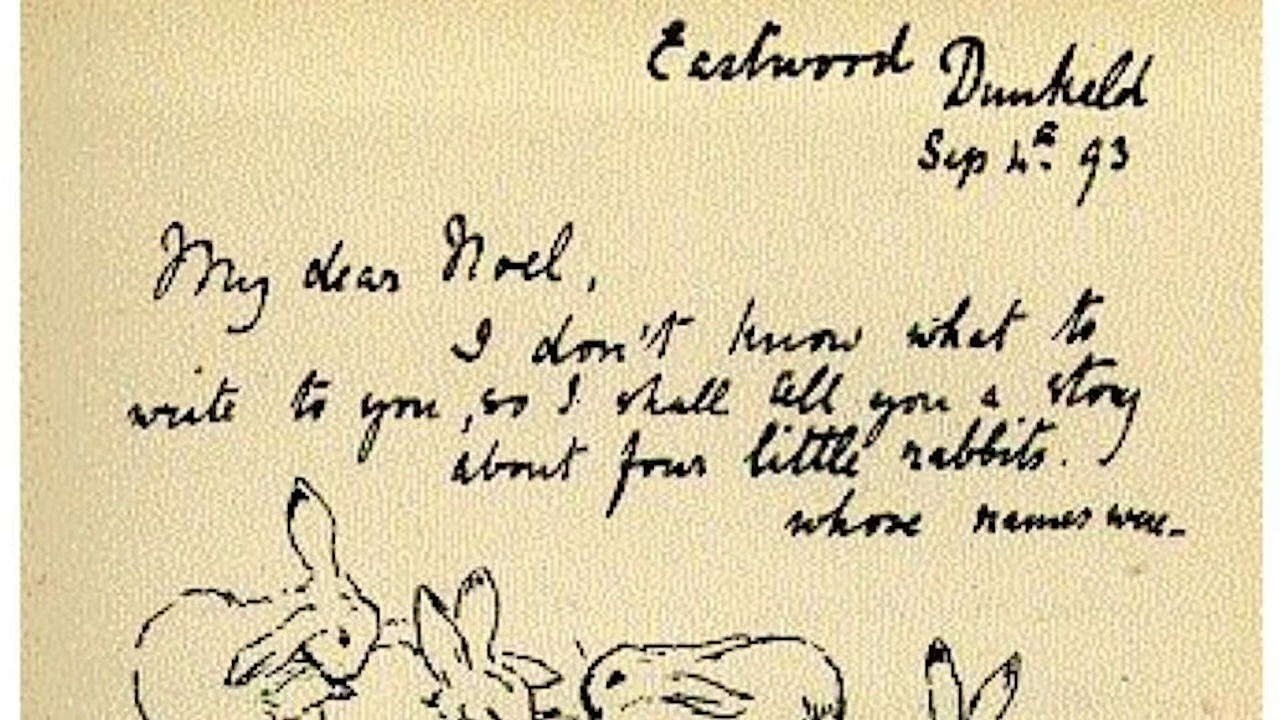 Eastwood Dunkeld
Sep 4th 93
My dear Noel,
I don't know what to
write to you, so I shall tell you a story
about four little rabbits.
whose names were